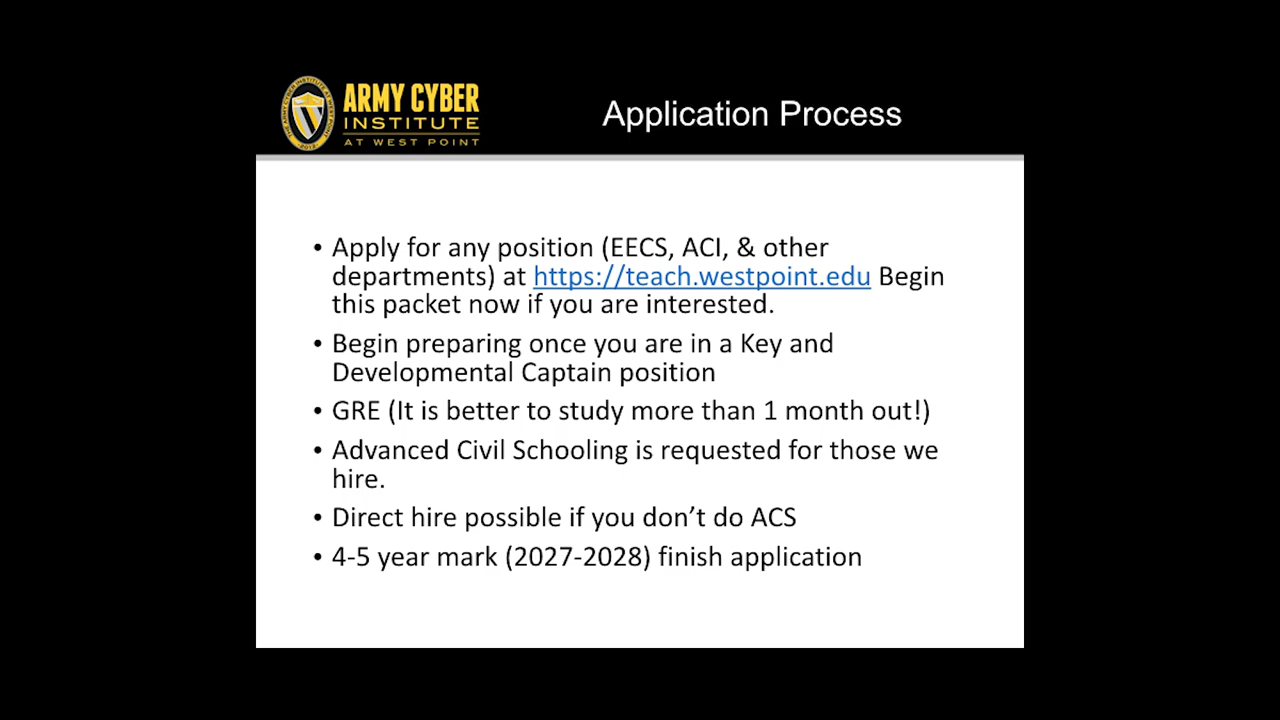 ARMY CYBER
INSTITUTE
AT WEST POINT
Application Process
• Apply for any position (EECS, ACI, & other
departments) at https://teach.westpoint.edu Begin
this packet now if you are interested.
• Begin preparing once you are in a Key and
Developmental Captain position
• GRE (It is better to study more than 1 month out!)
• Advanced Civil Schooling is requested for those we
hire.
• Direct hire possible if you don’t do ACS
• 4-5 year mark (2027-2028) finish application